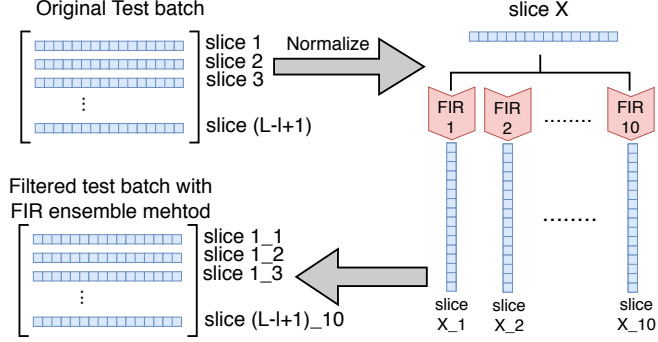 Original Test batch
slice 1
slice 2
slice 3
⋮
slice (L-l+1)
Normalize
slice X
FIR
1
FIR
2
........
FIR
10
........
slice
X_1
slice
X_2
slice
X_10
Filtered test batch with
FIR ensemble mehtod
slice 1_1
slice 1_2
slice 1_3
⋮
slice (L-l+1)_10